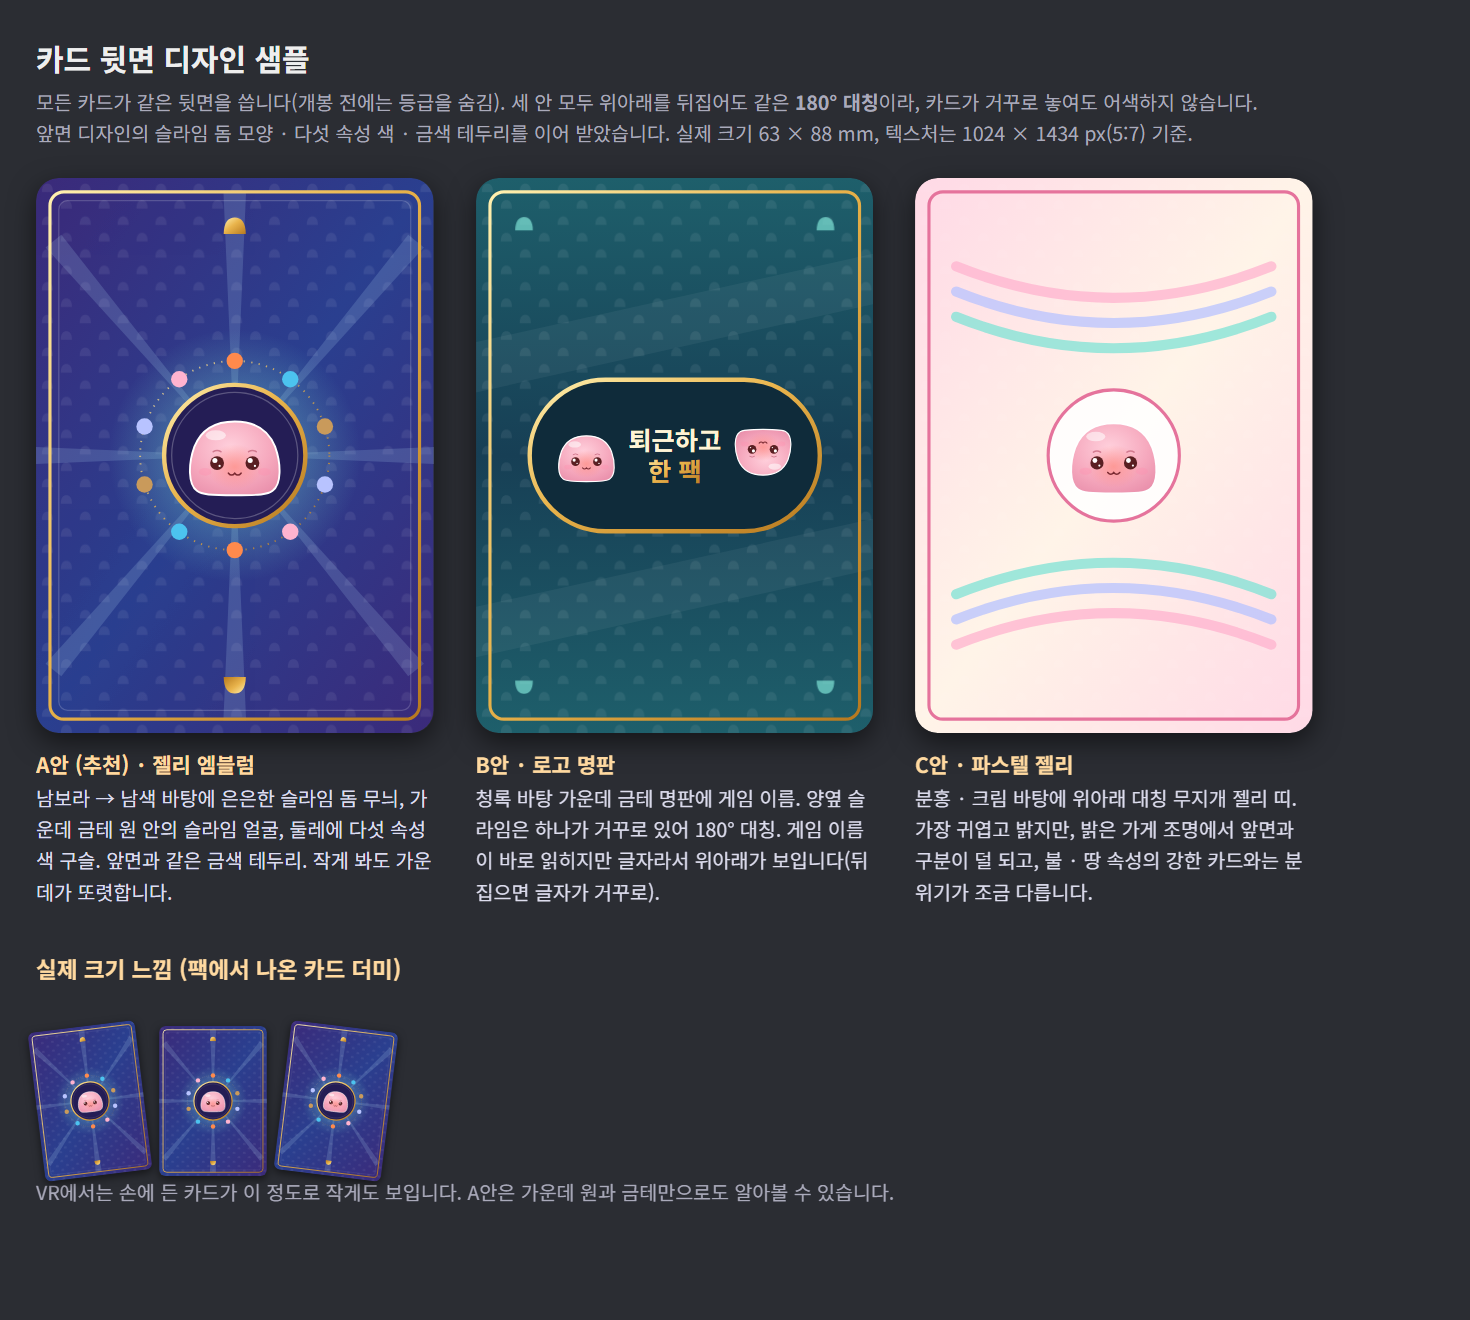 카드 뒷면 디자인 샘플
모든 카드가 같은 뒷면을 씁니다(개봉 전에는 등급을 숨김). 세 안 모두 위아래를 뒤집어도 같은 180° 대칭이라, 카드가 거꾸로 놓여도 어색하지 않습니다.
앞면 디자인의 슬라임 돔 모양 · 다섯 속성 색 · 금색 테두리를 이어 받았습니다. 실제 크기 63 × 88 mm, 텍스처는 1024 × 1434 px(5:7) 기준.
퇴근하고
한 팩
A안 (추천) · 젤리 엠블럼
남보라 → 남색 바탕에 은은한 슬라임 돔 무늬, 가
운데 금테 원 안의 슬라임 얼굴, 둘레에 다섯 속성
색 구슬. 앞면과 같은 금색 테두리. 작게 봐도 가운
데가 또렷합니다.
B안 · 로고 명판
청록 바탕 가운데 금테 명판에 게임 이름. 양옆 슬
라임은 하나가 거꾸로 있어 180° 대칭. 게임 이름
이 바로 읽히지만 글자라서 위아래가 보입니다(뒤
집으면 글자가 거꾸로).
C안 · 파스텔 젤리
분홍 · 크림 바탕에 위아래 대칭 무지개 젤리 띠.
가장 귀엽고 밝지만, 밝은 가게 조명에서 앞면과
구분이 덜 되고, 불 · 땅 속성의 강한 카드와는 분
위기가 조금 다릅니다.
실제 크기 느낌 (팩에서 나온 카드 더미)
VR에서는 손에 든 카드가 이 정도로 작게도 보입니다. A안은 가운데 원과 금테만으로도 알아볼 수 있습니다.